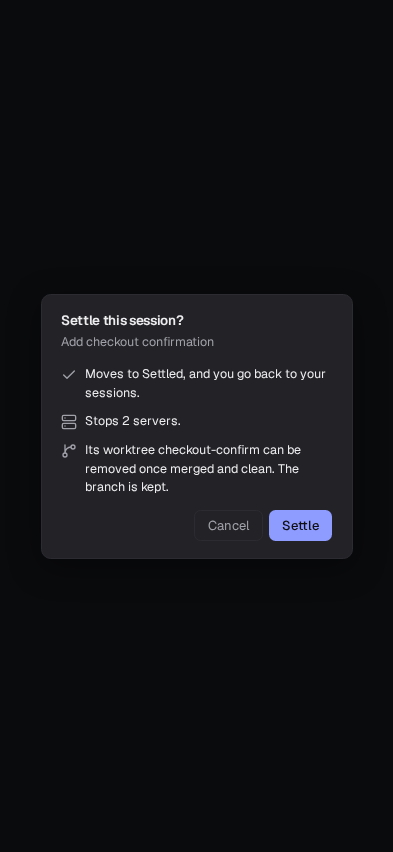 Settle this session?
Add checkout confirmation
Moves to Settled, and you go back to your
sessions.
Stops 2 servers.
Its worktree checkout-confirm can be
removed once merged and clean. The
branch is kept.
Cancel
Settle